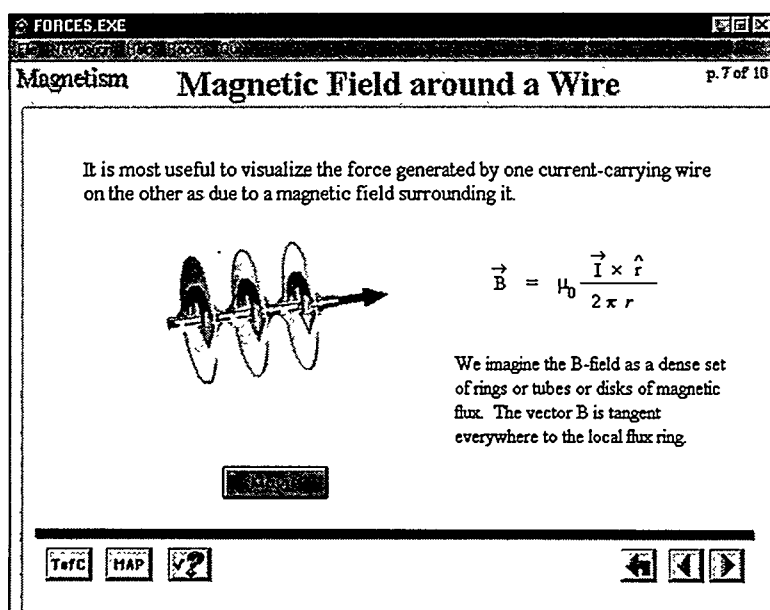 FORCES.EXE
Magnetism
Magnetic Field around a Wire
p. 7 of 10
It is most useful to visualize the force generated by one current-carrying wire
on the other as due to a magnetic field surrounding it.
B⃗ = μ₀ (I⃗ × r̂) / (2 π r)
We imagine the B-field as a dense set
of rings or tubes or disks of magnetic
flux. The vector B is tangent
everywhere to the local flux ring.
TofC
MAP
√?